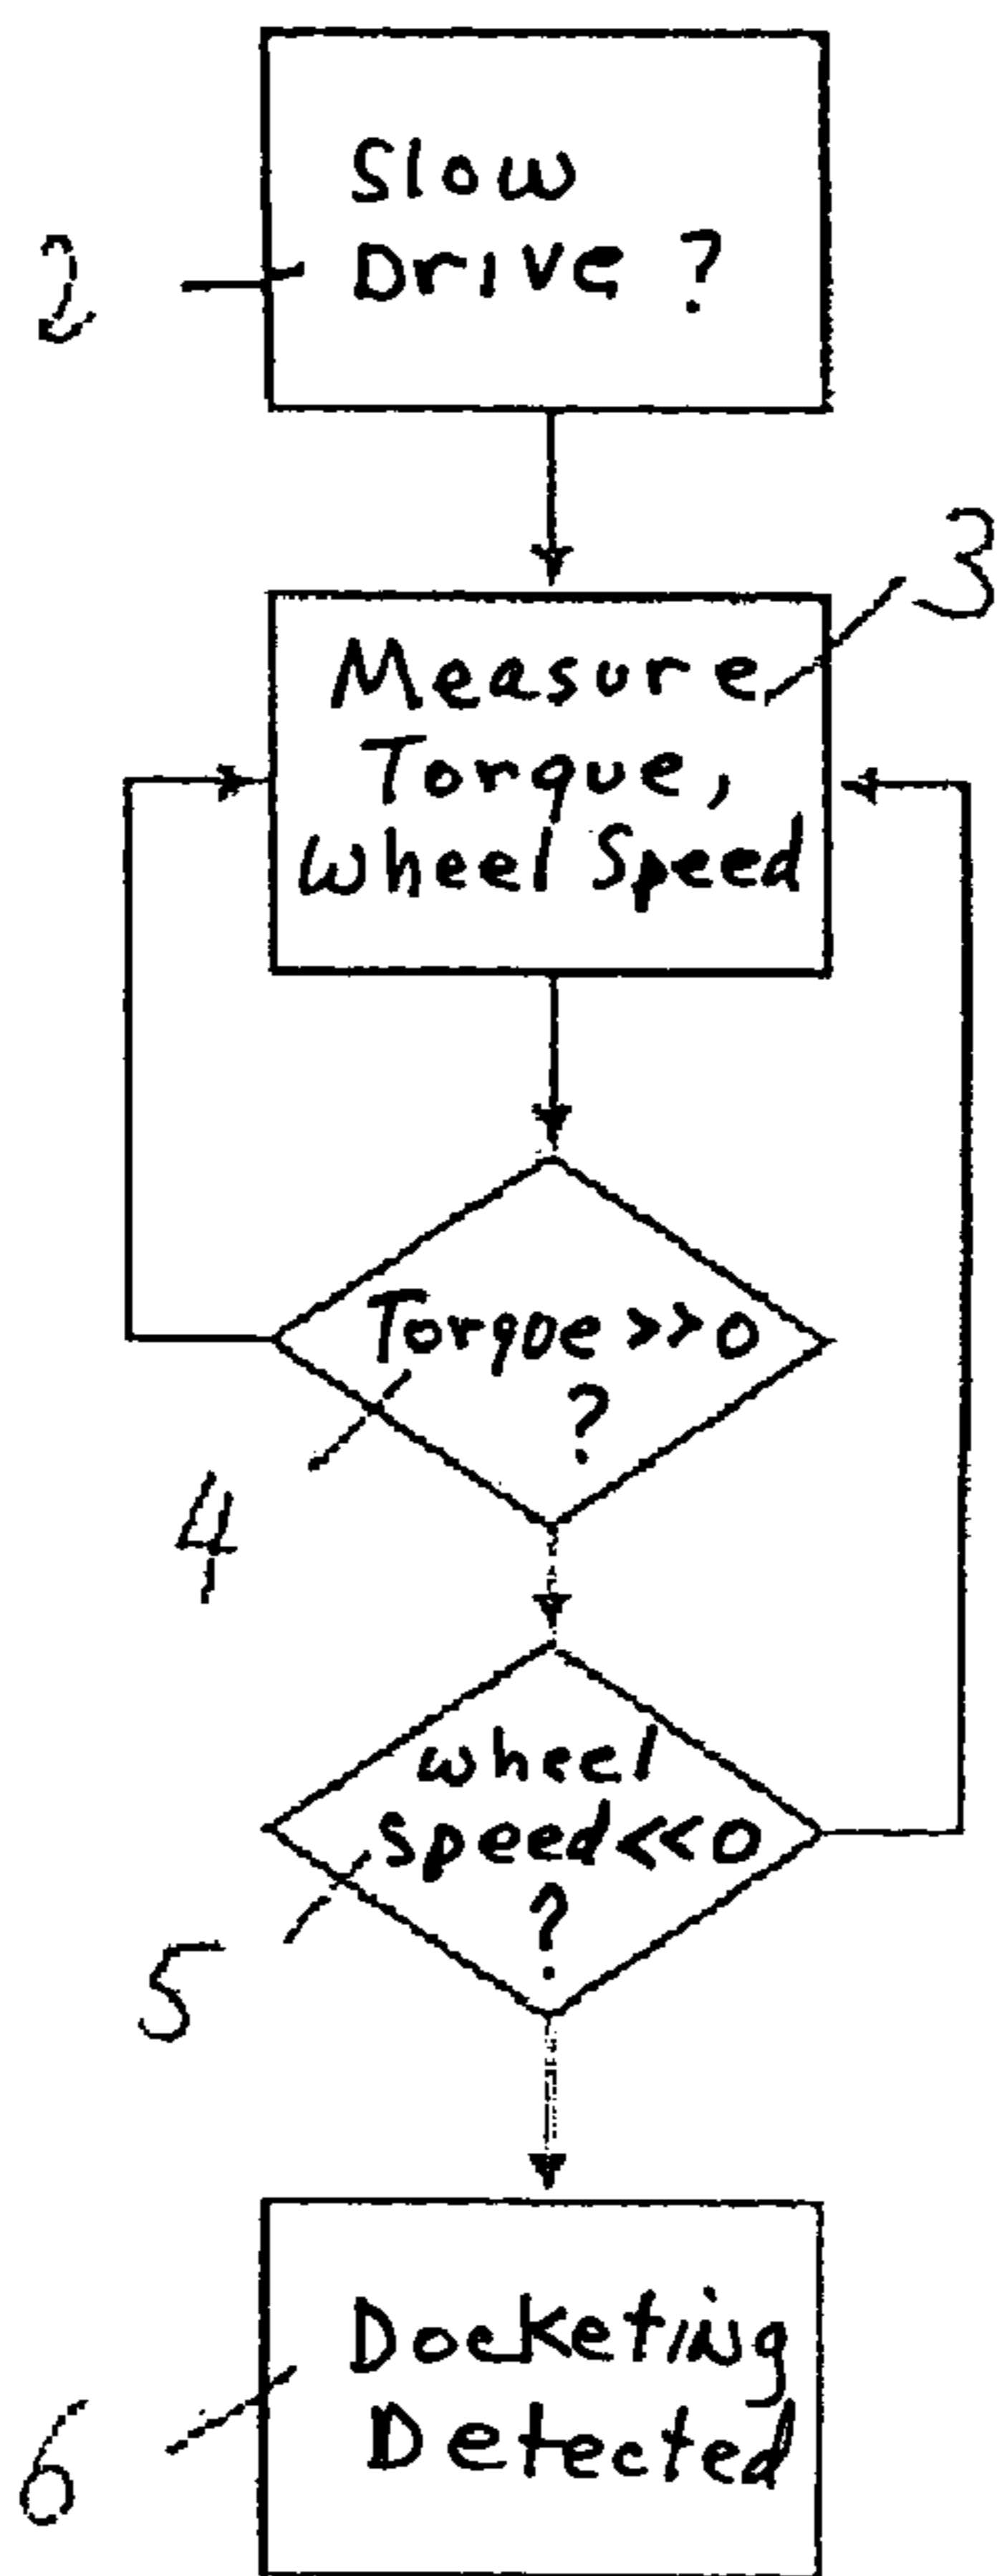 Slow
Drive ?
2
3
Measure
Torque,
Wheel Speed
Torque >> 0
?
4
wheel
speed << 0
?
5
Docketing
Detected
6